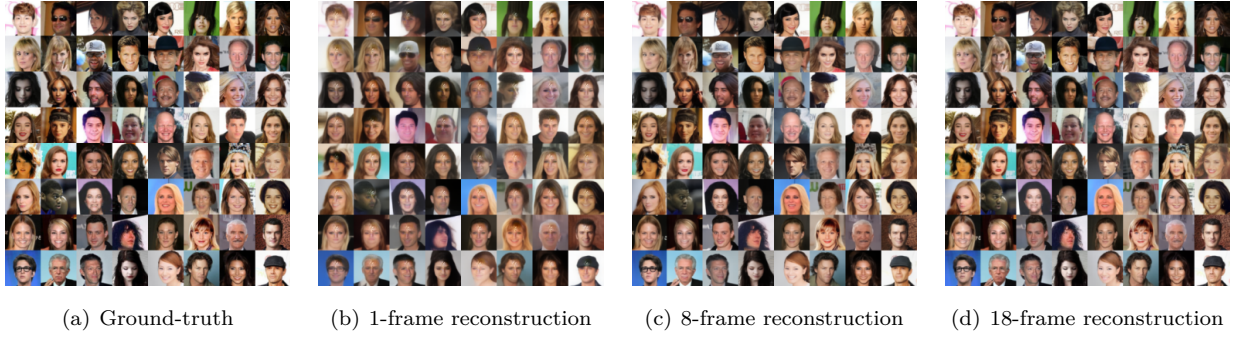 (a) Ground-truth
(b) 1-frame reconstruction
(c) 8-frame reconstruction
(d) 18-frame reconstruction